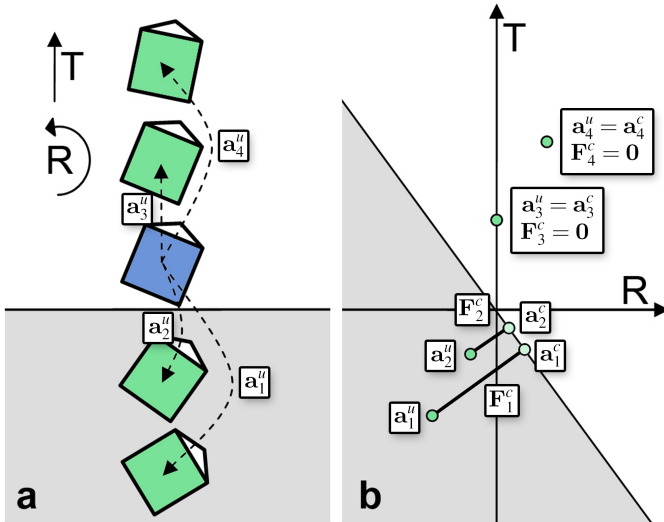 T
R
a₄ᵘ
a₃ᵘ
a₂ᵘ
a₁ᵘ
a
T
a₄ᵘ = a₄ᶜ
F₄ᶜ = 0
a₃ᵘ = a₃ᶜ
F₃ᶜ = 0
R
F₂ᶜ
a₂ᶜ
a₂ᵘ
a₁ᶜ
F₁ᶜ
a₁ᵘ
b